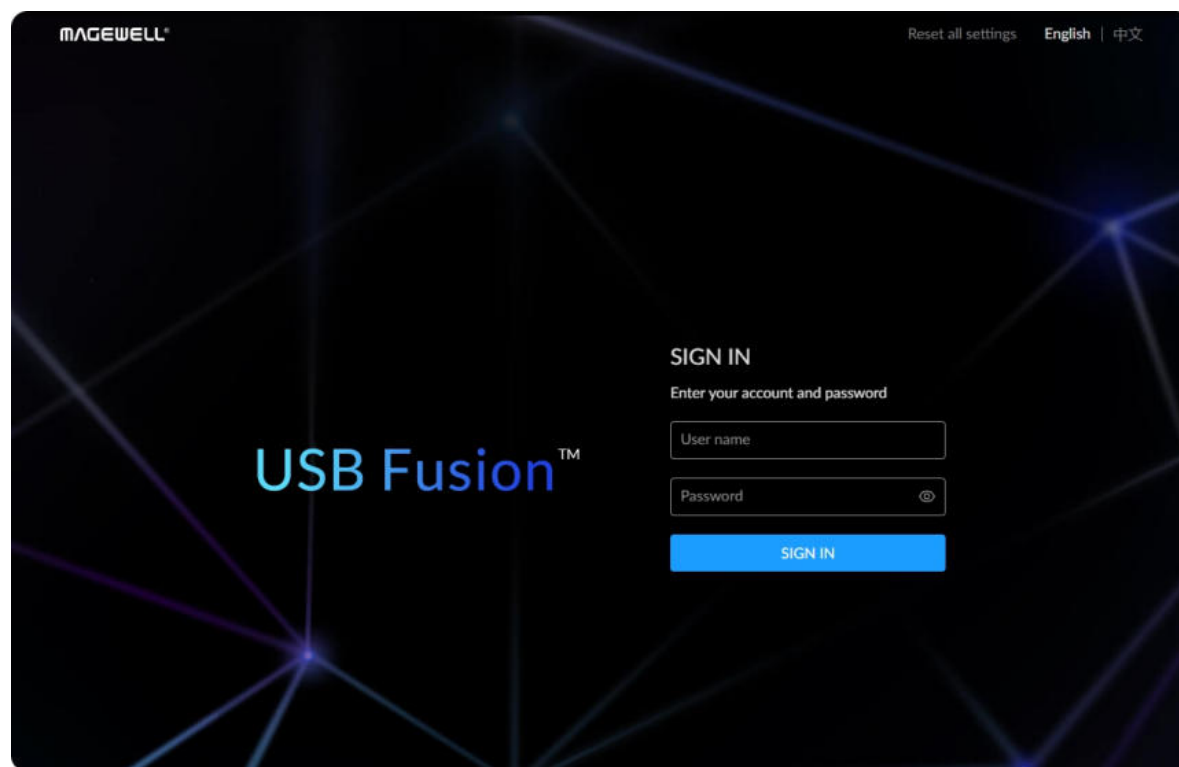 MAGEWELL®
Reset all settings English | 中文
SIGN IN
Enter your account and password
User name
USB Fusion™
Password
SIGN IN